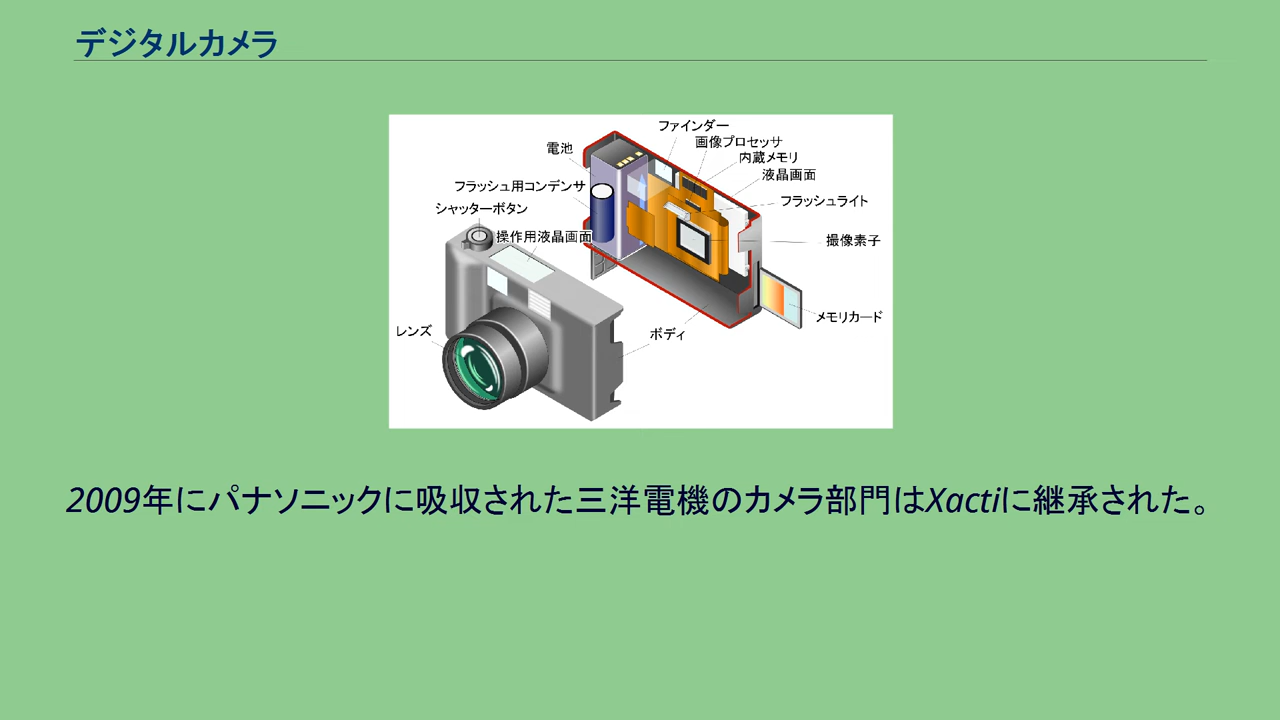 デジタルカメラ
ファインダー
画像プロセッサ
電池
内蔵メモリ
液晶画面
フラッシュ用コンデンサ
フラッシュライト
シャッターボタン
操作用液晶画面
撮像素子
メモリカード
レンズ
ボディ
2009年にパナソニックに吸収された三洋電機のカメラ部門はXactiに継承された。